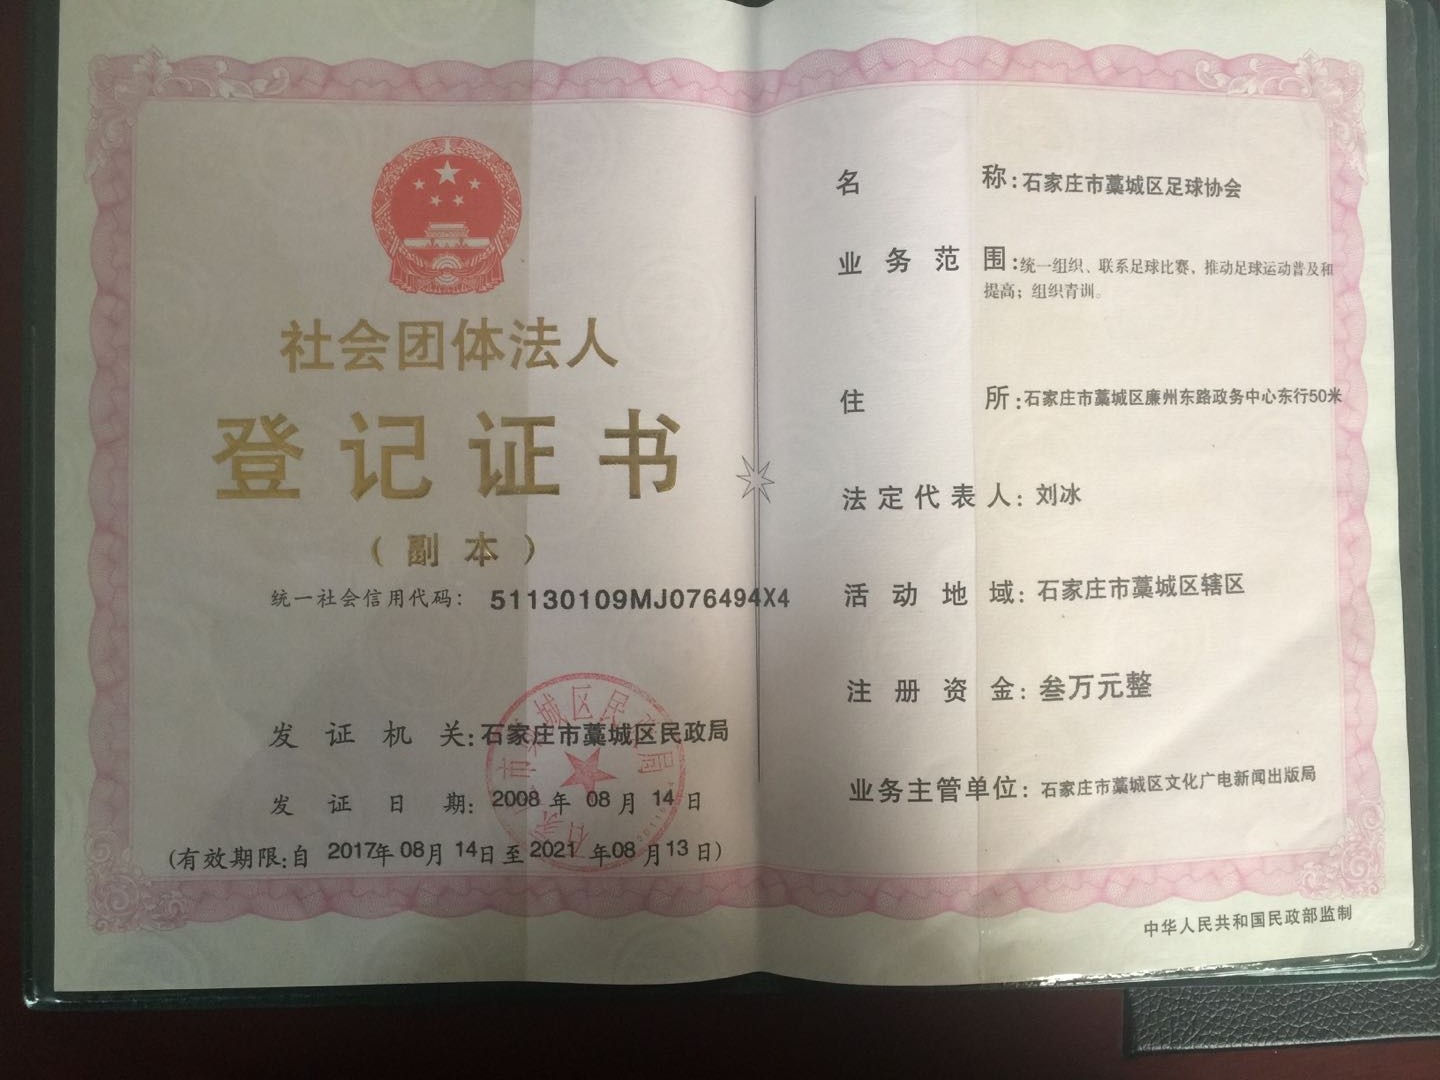 社会团体法人
登记证书
（副本）
统一社会信用代码： 51130109MJ076494X4
发证机关：石家庄市藁城区民政局
发证日期： 2008年08月14日
（有效期限：自 2017年08月14日至2021年08月13日）
名称：石家庄市藁城区足球协会
业务范围：统一组织、联系足球比赛，推动足球运动普及和
提高；组织青训。
住所：石家庄市藁城区廉州东路政务中心东行50米
法定代表人：刘冰
活动地域：石家庄市藁城区辖区
注册资金：叁万元整
业务主管单位：石家庄市藁城区文化广电新闻出版局
中华人民共和国民政部监制